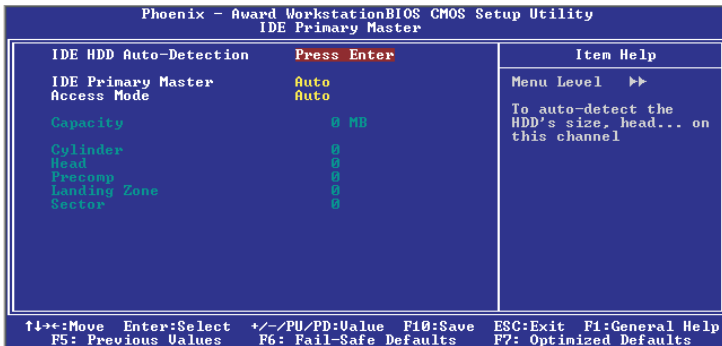 Phoenix - Award WorkstationBIOS CMOS Setup Utility
IDE Primary Master
IDE HDD Auto-Detection Press Enter
IDE Primary Master Auto
Access Mode Auto
Capacity 0 MB
Cylinder 0
Head 0
Precomp 0
Landing Zone 0
Sector 0
Item Help
Menu Level ▸▸
To auto-detect the
HDD's size, head... on
this channel
↑↓→←:Move Enter:Select +/-/PU/PD:Value F10:Save ESC:Exit F1:General Help
F5: Previous Values F6: Fail-Safe Defaults F7: Optimized Defaults